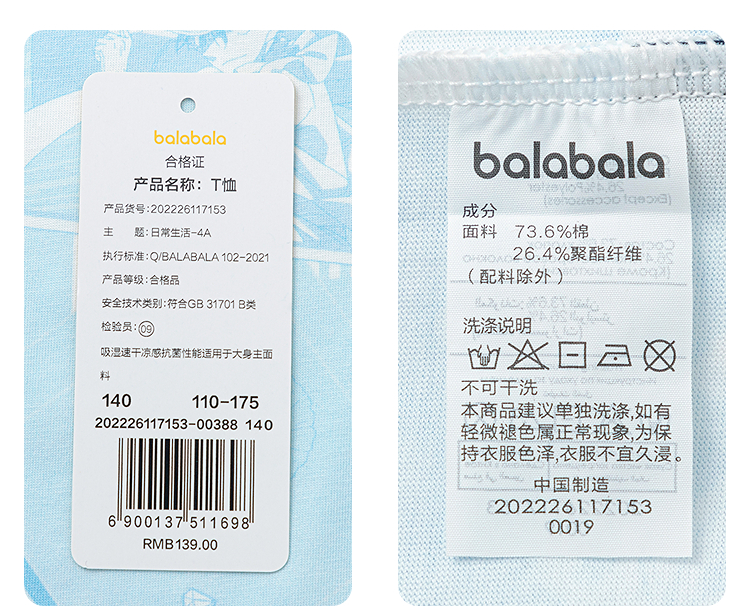 balabala
合格证
产品名称：T恤
产品货号:202226117153
主 题:日常生活-4A
执行标准:Q/BALABALA 102-2021
产品等级:合格品
安全技术类别:符合GB 31701 B类
检验员:09
吸湿速干凉感抗菌性能适用于大身主面
料
140 110-175
202226117153-00388 140
6 900137 511698
RMB139.00
balabala
成分
面料 73.6%棉
26.4%聚酯纤维
（配料除外）
洗涤说明
不可干洗
本商品建议单独洗涤,如有
轻微褪色属正常现象,为保
持衣服色泽,衣服不宜久浸。
中国制造
202226117153
0019